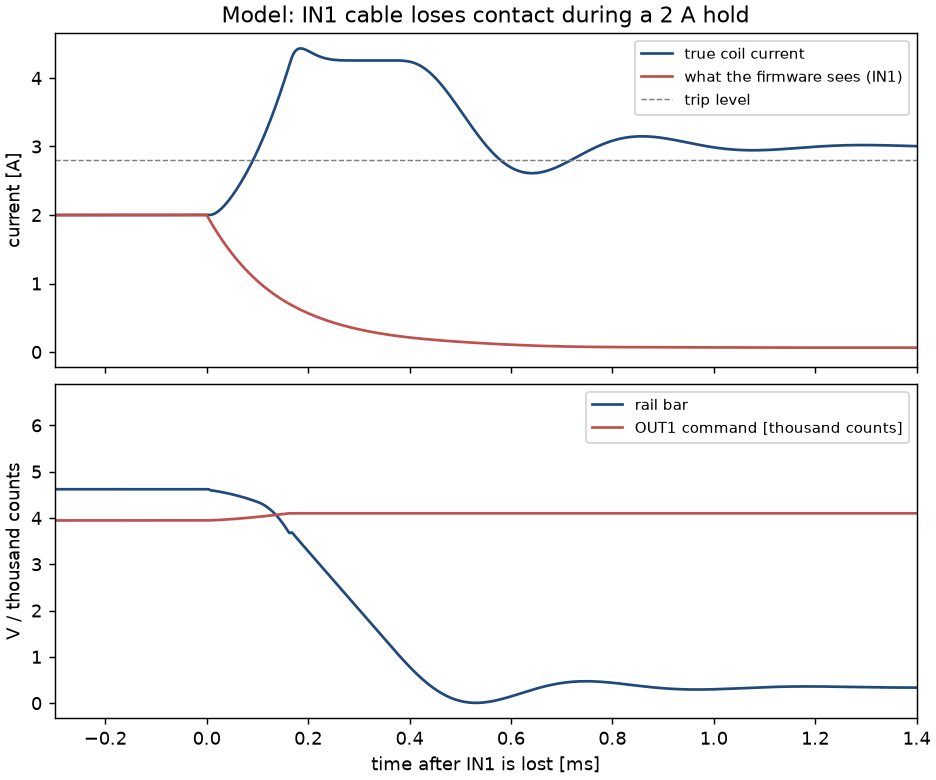 Model: IN1 cable loses contact during a 2 A hold
true coil current
what the firmware sees (IN1)
trip level
current [A]
4
3
2
1
0
rail bar
OUT1 command [thousand counts]
V / thousand counts
6
5
4
3
2
1
0
−0.2 0.0 0.2 0.4 0.6 0.8 1.0 1.2 1.4
time after IN1 is lost [ms]